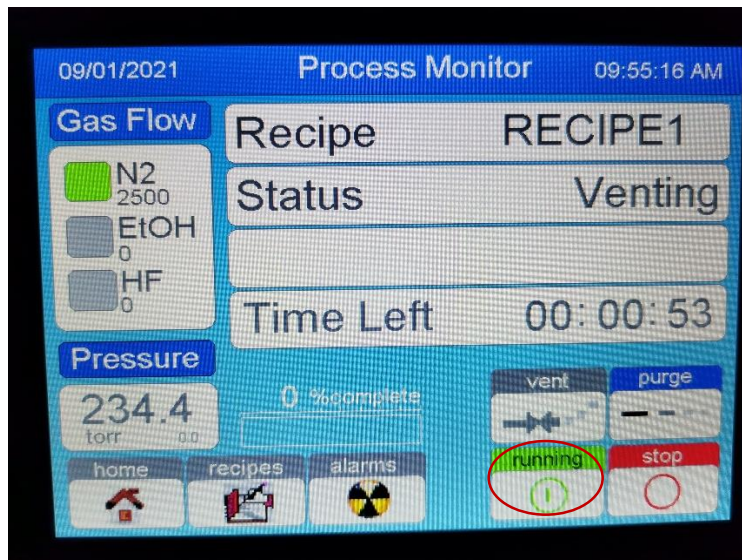 09/01/2021 Process Monitor 09:55:16 AM
Gas Flow
N2
2500
EtOH
0
HF
0
Recipe RECIPE1
Status Venting
Time Left 00:00:53
Pressure
234.4
torr 0.0
0 %complete
vent purge
home recipes alarms running stop